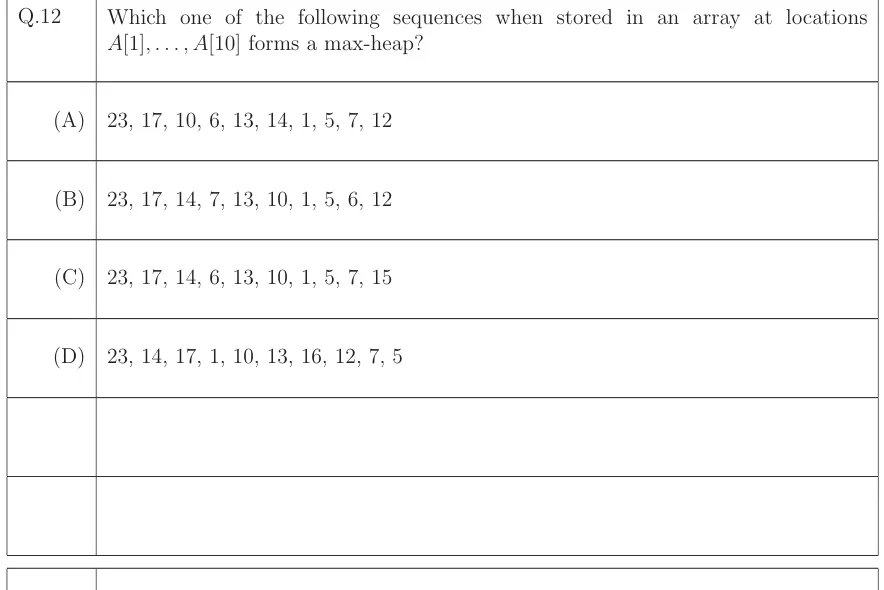 Q.12 Which one of the following sequences when stored in an array at locations
A[1], . . . , A[10] forms a max-heap?
(A) 23, 17, 10, 6, 13, 14, 1, 5, 7, 12
(B) 23, 17, 14, 7, 13, 10, 1, 5, 6, 12
(C) 23, 17, 14, 6, 13, 10, 1, 5, 7, 15
(D) 23, 14, 17, 1, 10, 13, 16, 12, 7, 5